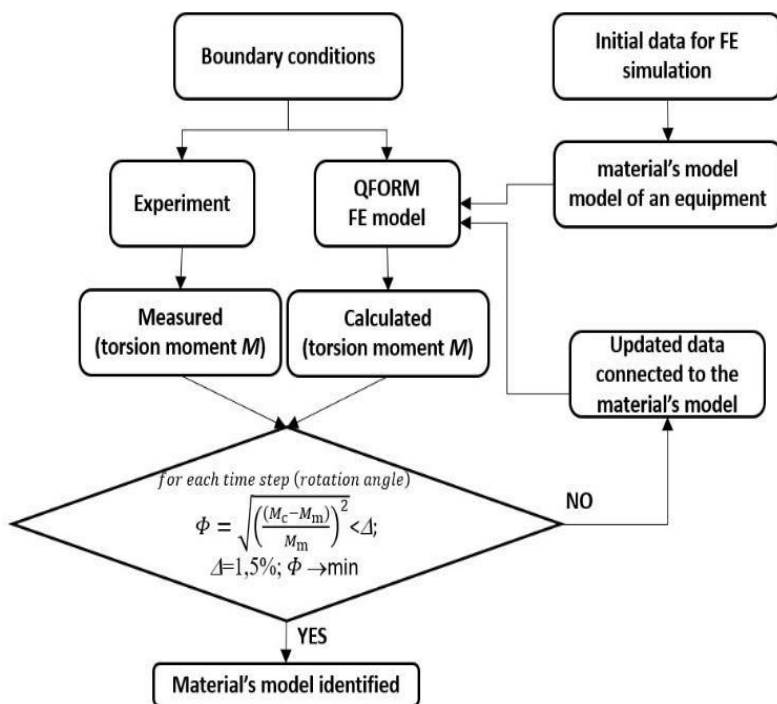 Boundary conditions
Initial data for FE
simulation
Experiment
QFORM
FE model
material's model
model of an equipment
Measured
(torsion moment M)
Calculated
(torsion moment M)
Updated data
connected to the
material's model
for each time step (rotation angle)
Φ = √(((M_c−M_m)/M_m)^2) <Δ;
Δ=1,5%; Φ →min
NO
YES
Material's model identified